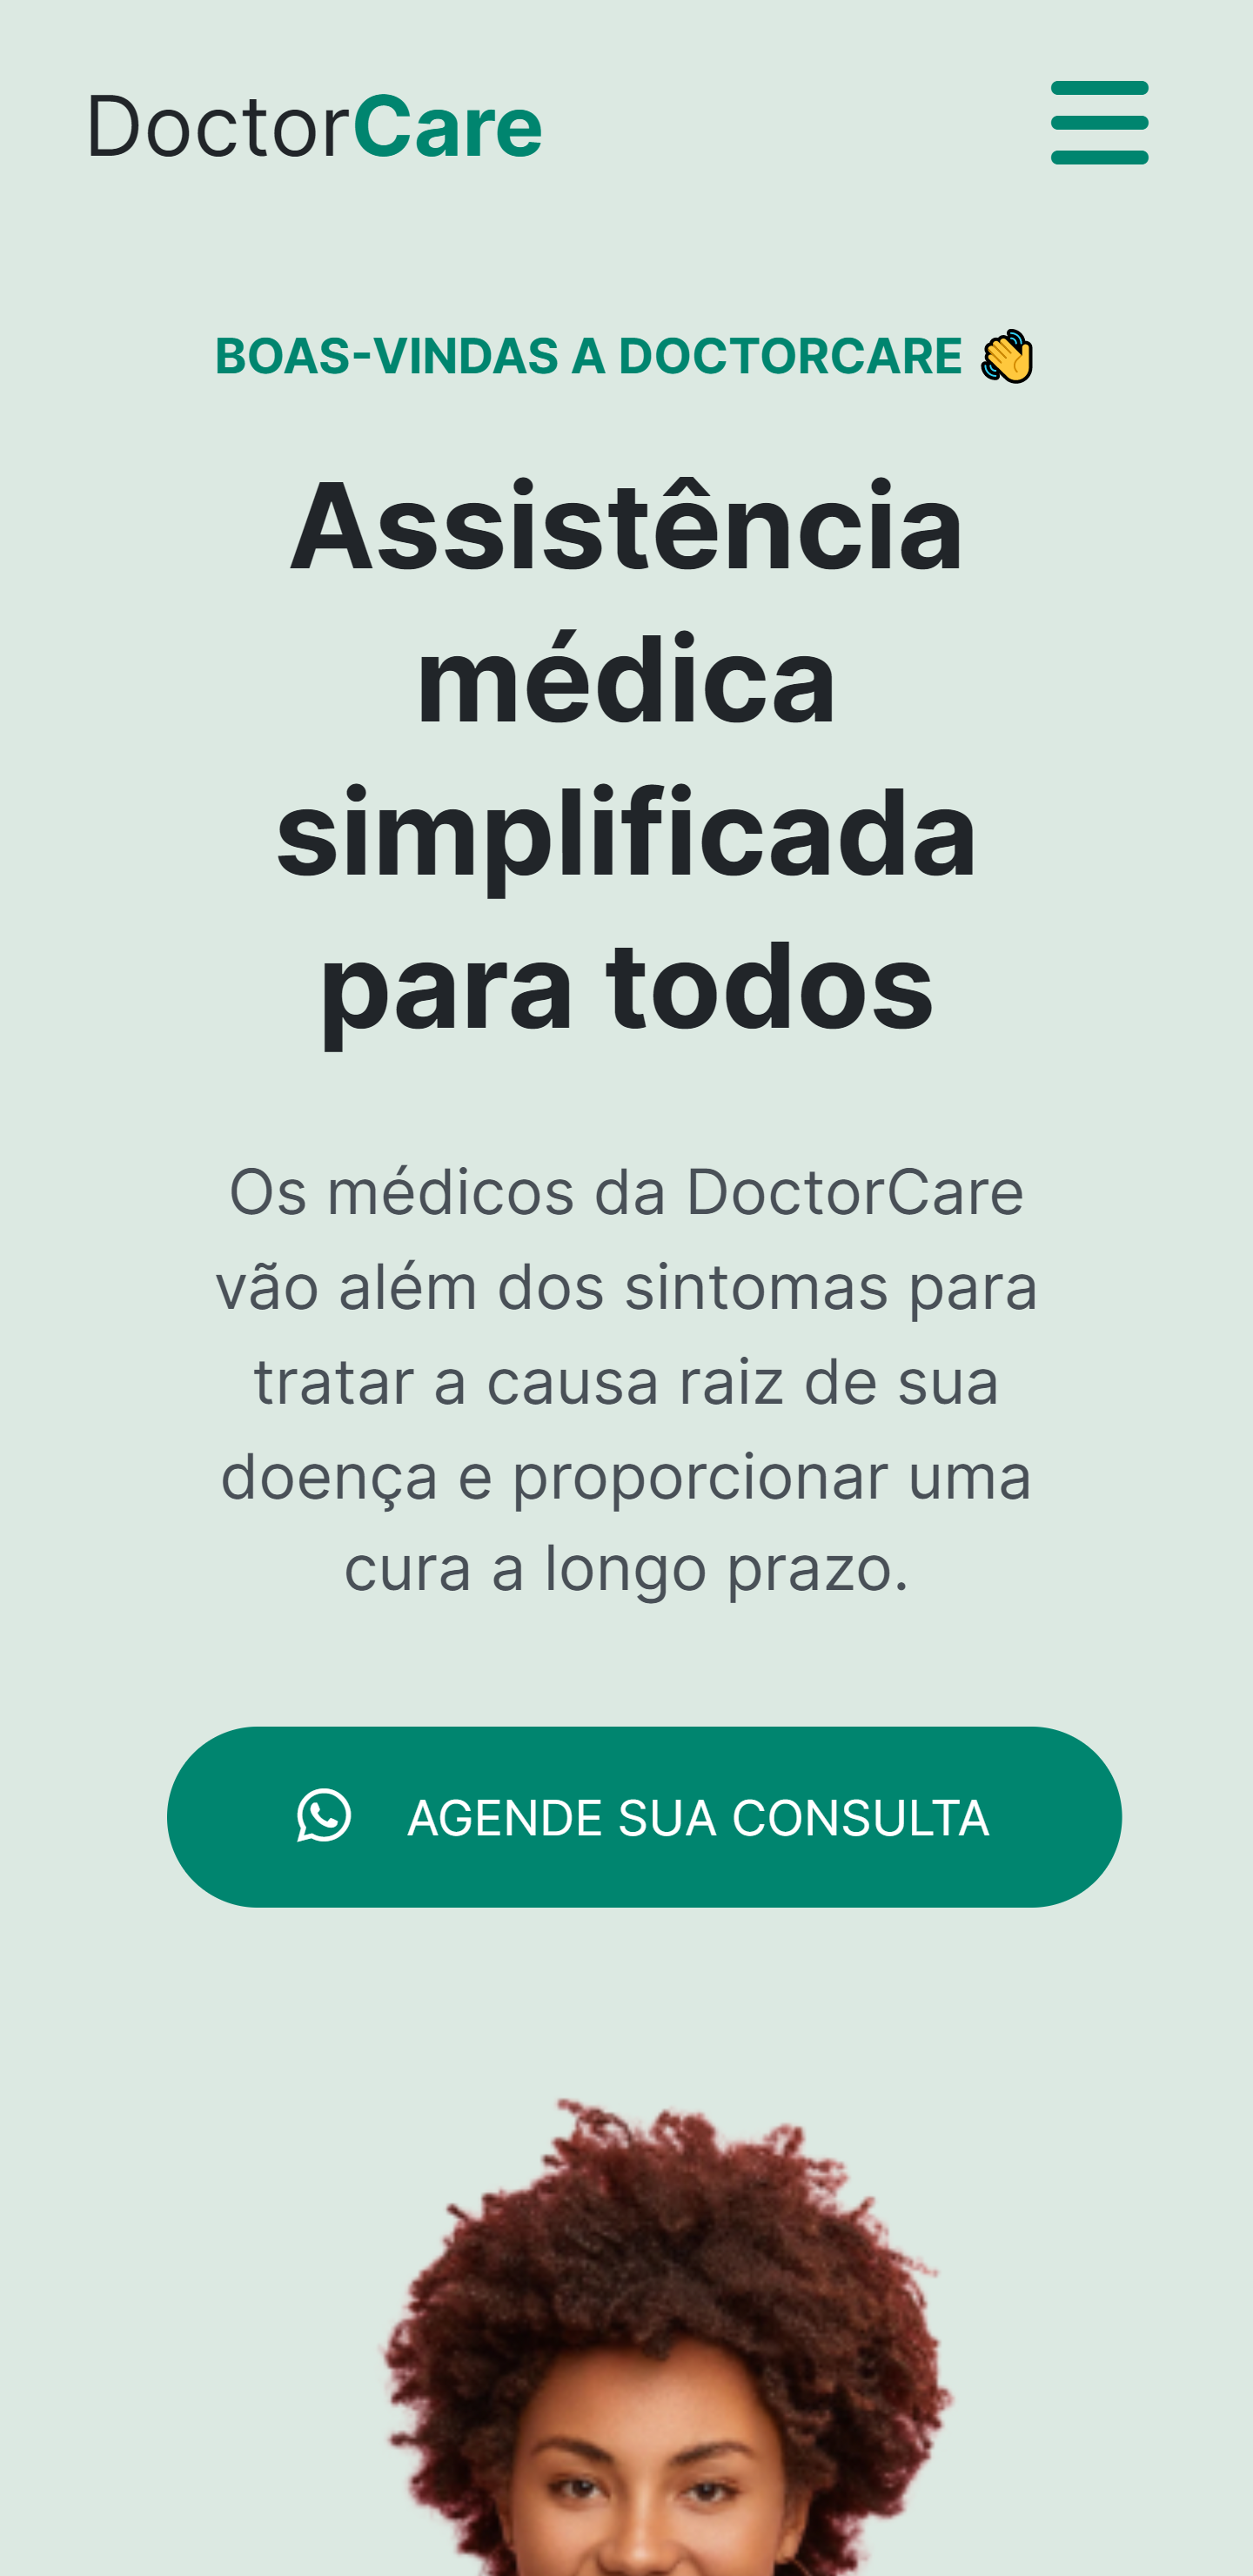 DoctorCare
BOAS-VINDAS A DOCTORCARE 👋
Assistência
médica
simplificada
para todos
Os médicos da DoctorCare
vão além dos sintomas para
tratar a causa raiz de sua
doença e proporcionar uma
cura a longo prazo.
AGENDE SUA CONSULTA